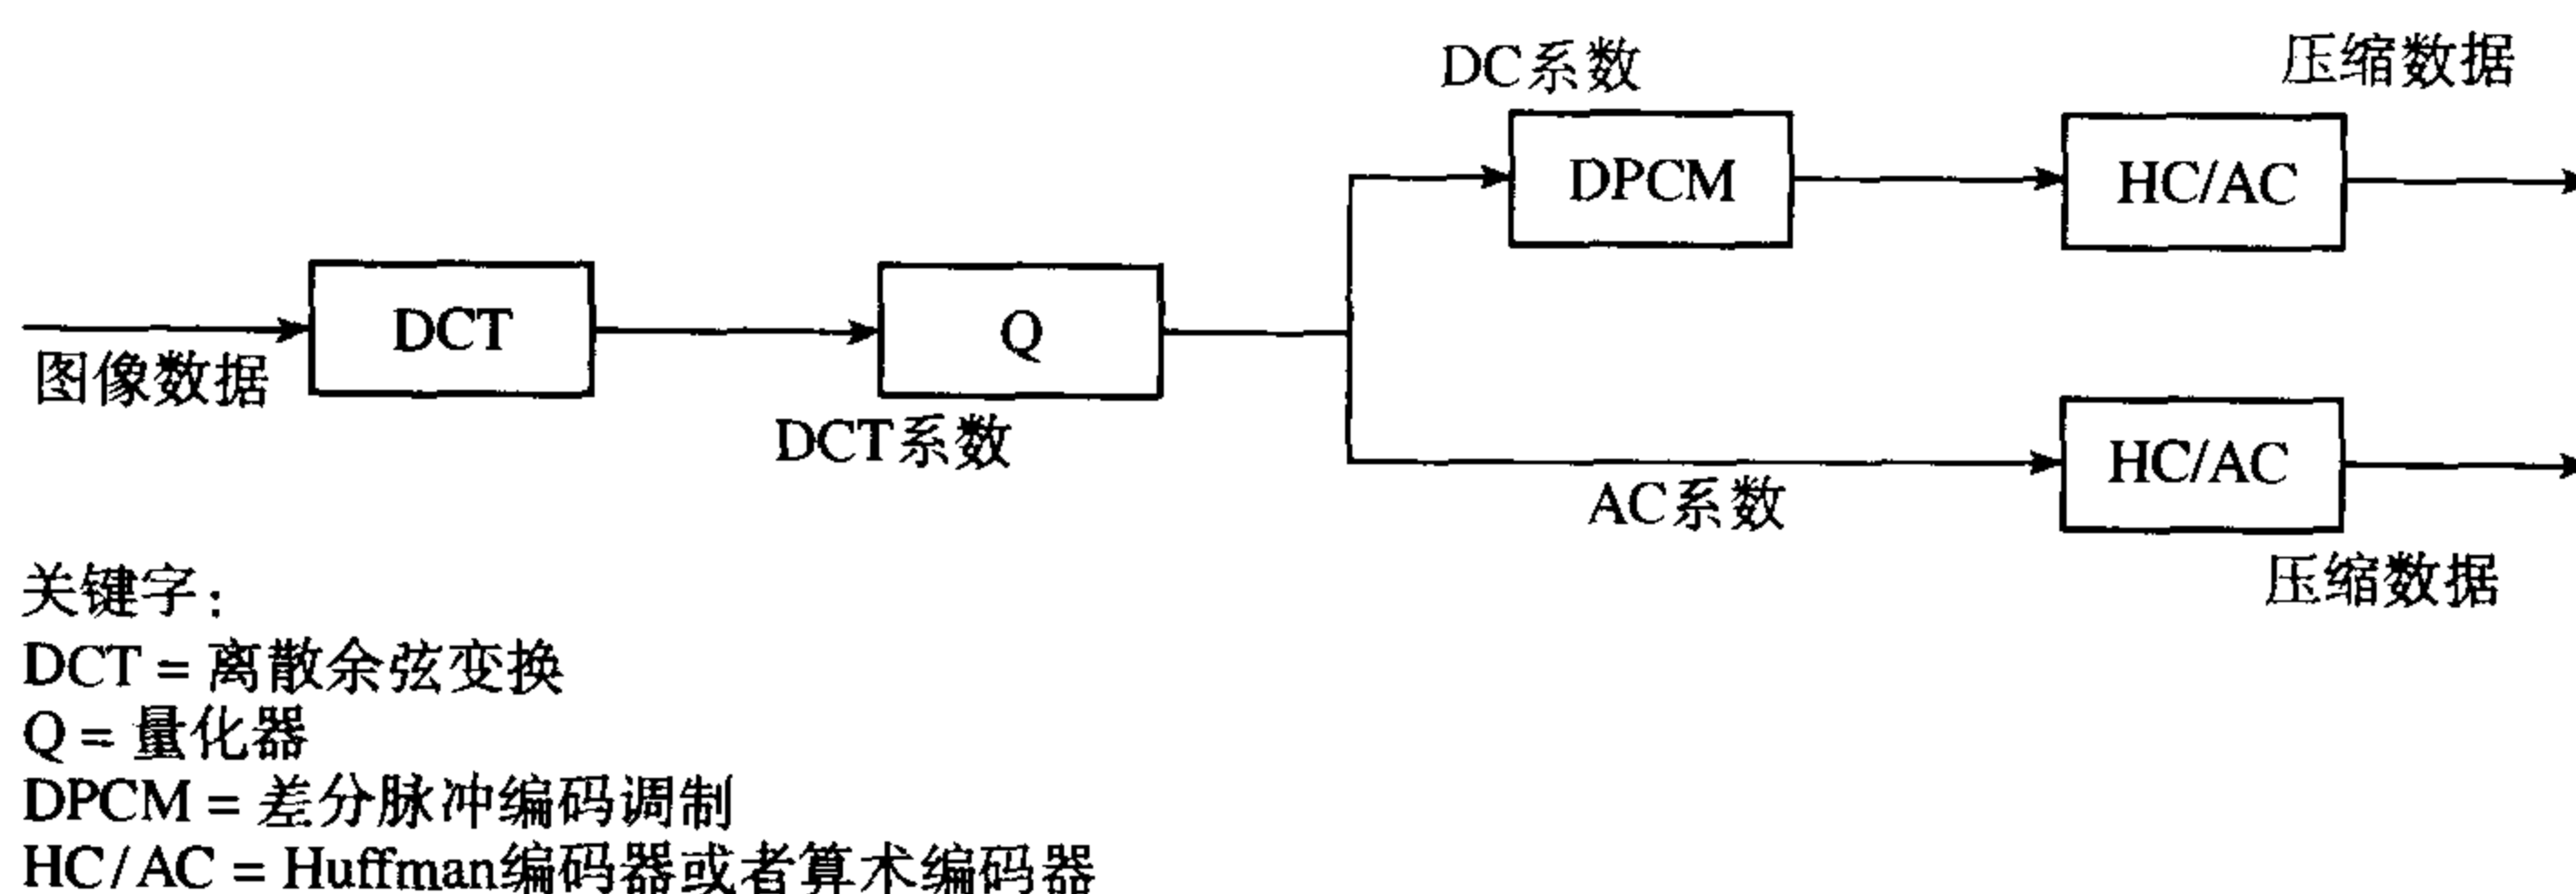 DC系数
压缩数据
DPCM
HC/AC
DCT
Q
图像数据
DCT系数
HC/AC
AC系数
压缩数据
关键字：
DCT = 离散余弦变换
Q = 量化器
DPCM = 差分脉冲编码调制
HC/AC = Huffman编码器或者算术编码器